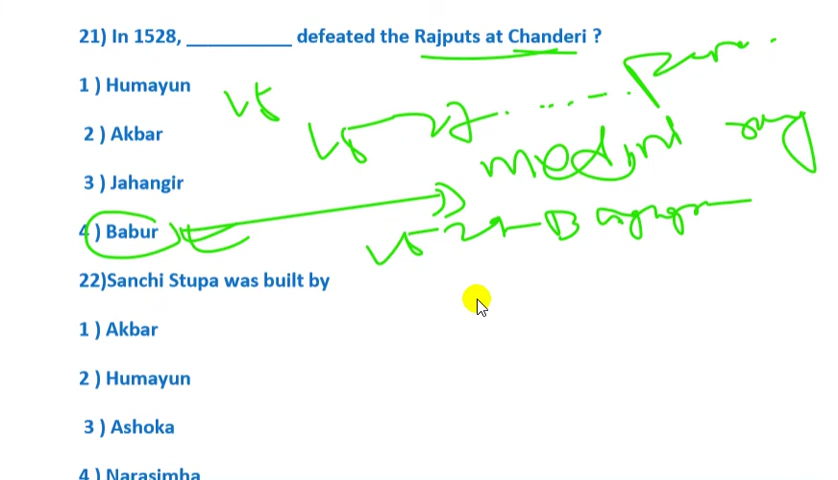 21) In 1528, __________ defeated the Rajputs at Chanderi ?
1 ) Humayun
2 ) Akbar
medini
3 ) Jahangir
4 ) Babur
22)Sanchi Stupa was built by
1 ) Akbar
2 ) Humayun
3 ) Ashoka
4 ) Narasimha